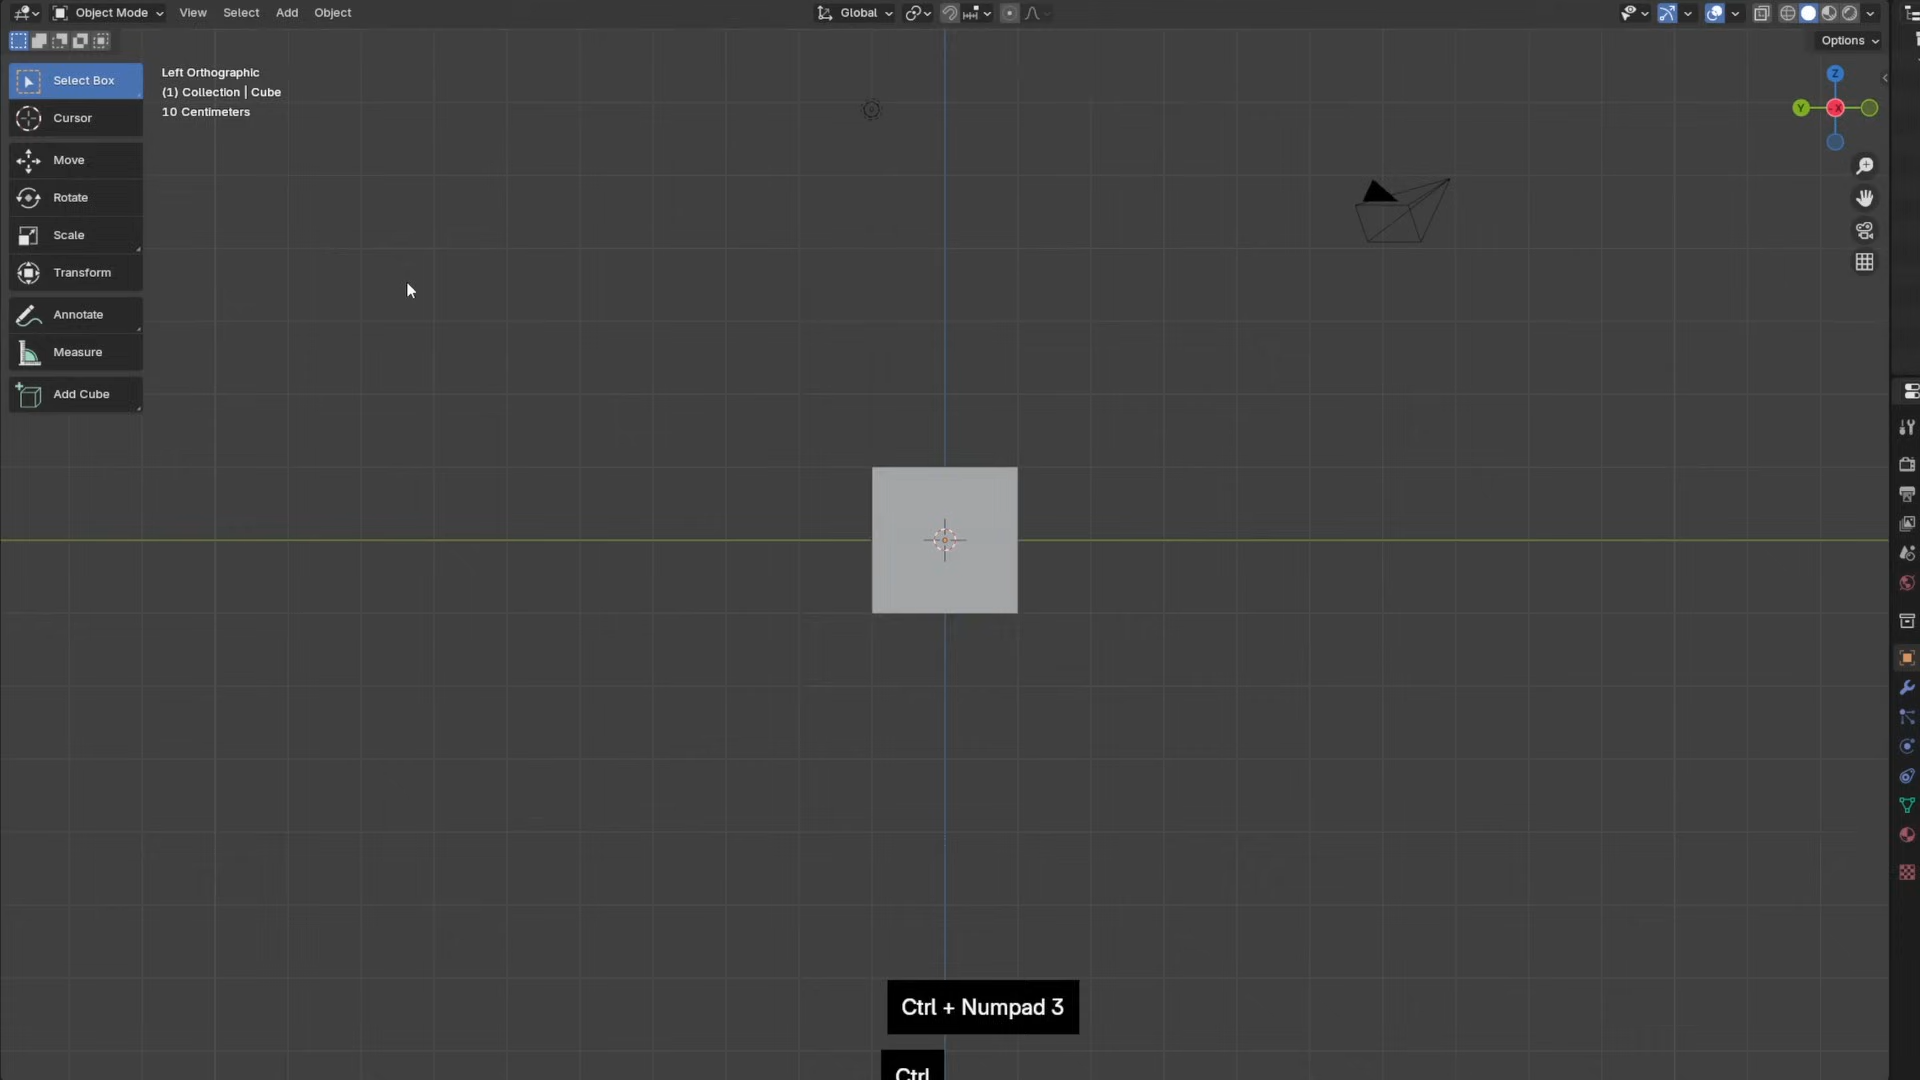 Object Mode View Select Add Object Global
Options
Select Box
Cursor
Move
Rotate
Scale
Transform
Annotate
Measure
Add Cube
Left Orthographic
(1) Collection | Cube
10 Centimeters
Z
Y
X
Ctrl + Numpad 3
Ctrl